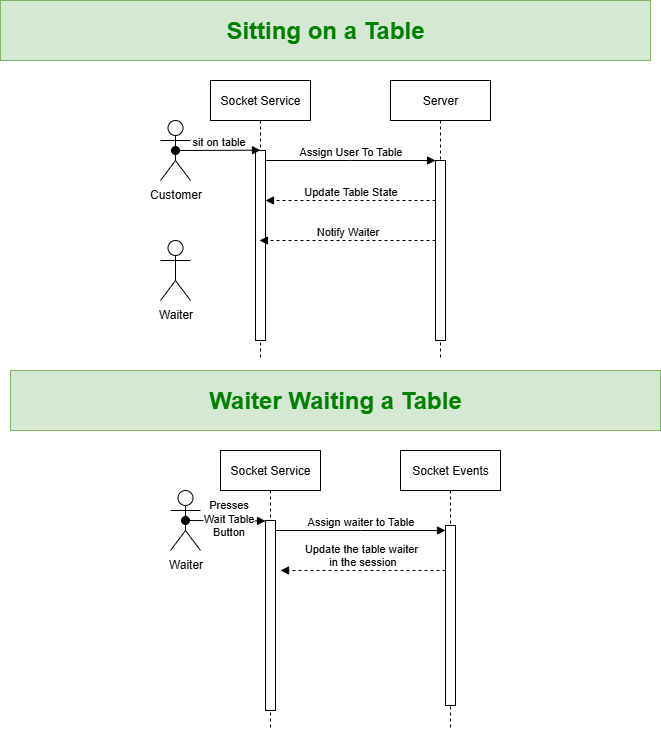 Sitting on a Table
Socket Service
Server
sit on table
Assign User To Table
Customer
Update Table State
Notify Waiter
Waiter
Waiter Waiting a Table
Socket Service
Socket Events
Presses
Wait Table
Button
Assign waiter to Table
Waiter
Update the table waiter
in the session